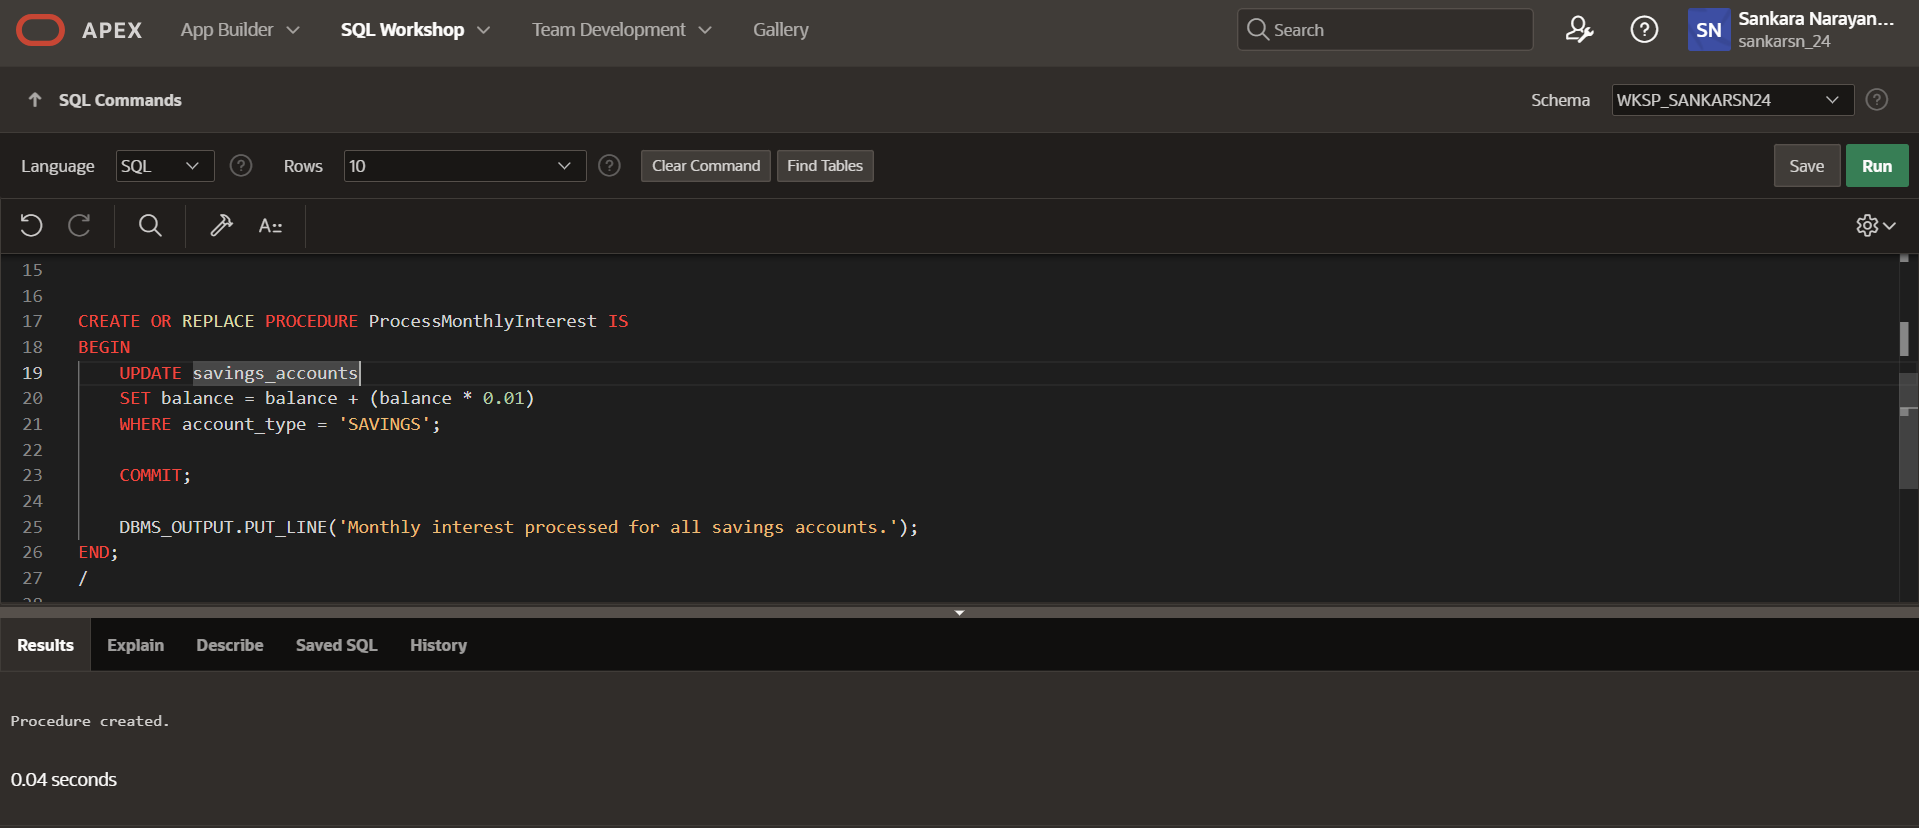 APEX App Builder SQL Workshop Team Development Gallery Search SN Sankara Narayan...
sankarsn_24
SQL Commands Schema WKSP_SANKARSN24
Language SQL Rows 10 Clear Command Find Tables Save Run
15
16
17 CREATE OR REPLACE PROCEDURE ProcessMonthlyInterest IS
18 BEGIN
19 UPDATE savings_accounts
20 SET balance = balance + (balance * 0.01)
21 WHERE account_type = 'SAVINGS';
22
23 COMMIT;
24
25 DBMS_OUTPUT.PUT_LINE('Monthly interest processed for all savings accounts.');
26 END;
27 /
Results Explain Describe Saved SQL History
Procedure created.
0.04 seconds